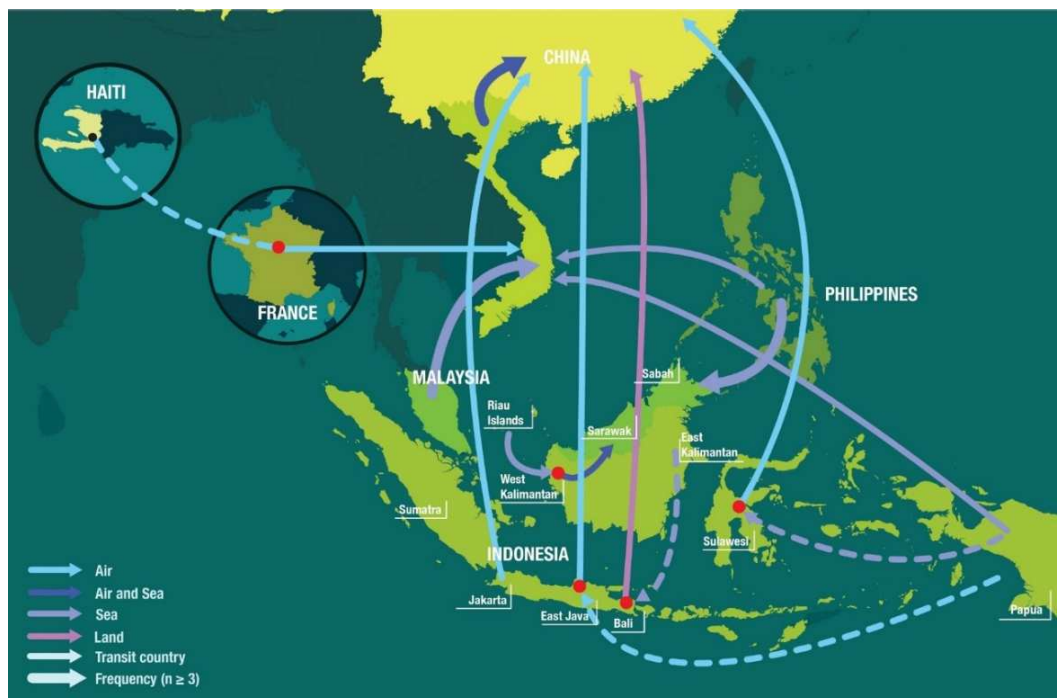 CHINA
HAITI
FRANCE
PHILIPPINES
MALAYSIA
Sabah
Riau
Islands
Sarawak
East
Kalimantan
West
Kalimantan
Sumatra
Sulawesi
INDONESIA
Jakarta
East Java
Bali
Papua
Air
Air and Sea
Sea
Land
Transit country
Frequency (n ≥ 3)